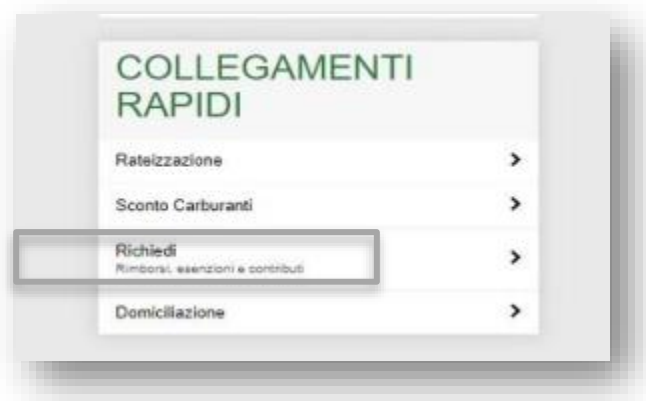 COLLEGAMENTI
RAPIDI
Rateizzazione
Sconto Carburanti
Richiedi
Rimborsi, esenzioni e contributi
Domiciliazione